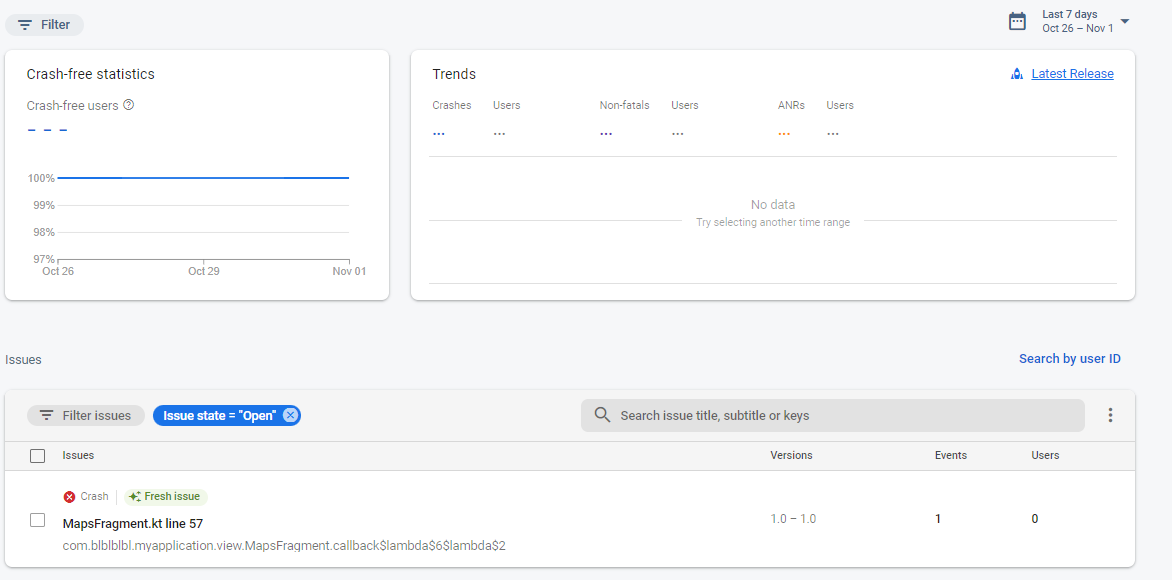 Filter
Last 7 days
Oct 26 – Nov 1
Crash-free statistics
Crash-free users
– – –
100%
99%
98%
97%
Oct 26 Oct 29 Nov 01
Trends
Latest Release
Crashes Users Non-fatals Users ANRs Users
... ... ... ... ... ...
No data
Try selecting another time range
Issues
Search by user ID
Filter issues Issue state = "Open" Search issue title, subtitle or keys
Issues Versions Events Users
Crash Fresh issue
MapsFragment.kt line 57 1.0 – 1.0 1 0
com.blblblbl.myapplication.view.MapsFragment.callback$lambda$6$lambda$2